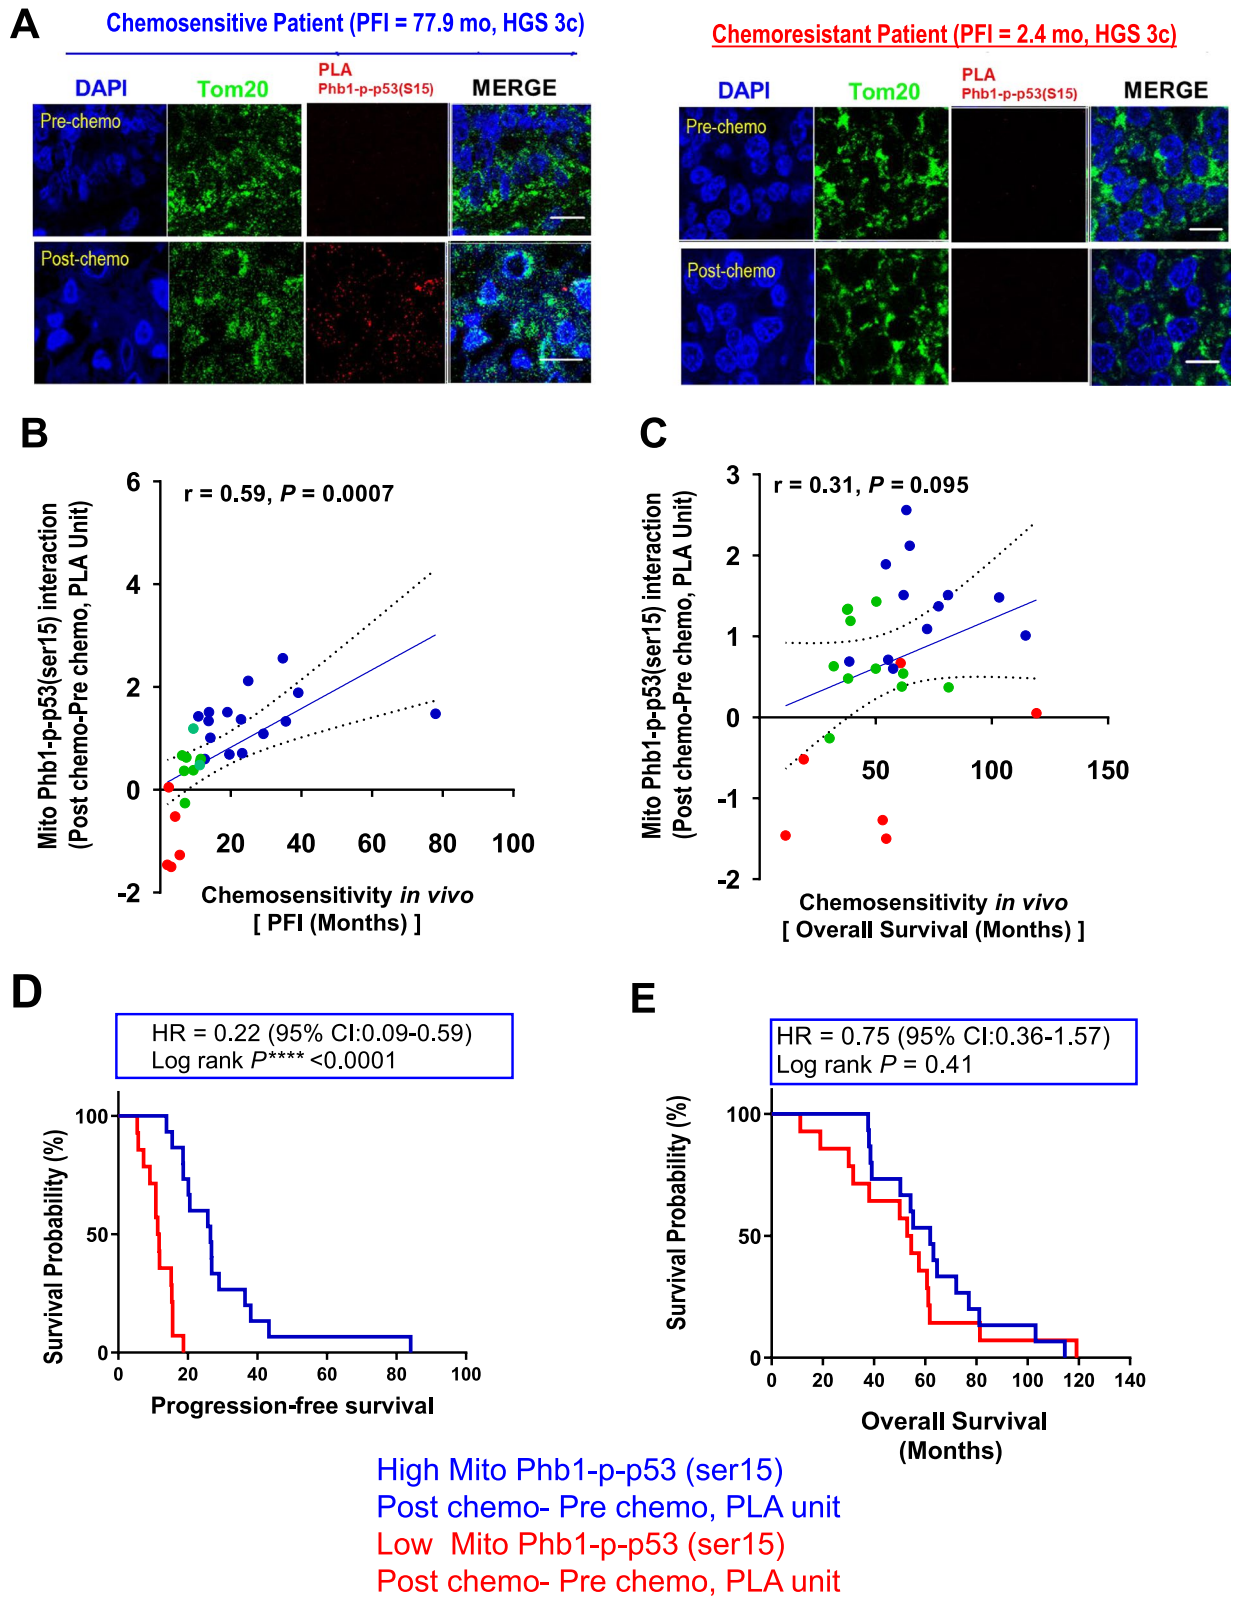 A
Chemosensitive Patient (PFI = 77.9 mo, HGS 3c)
DAPI
Tom20
PLA
Phb1-p-p53(S15)
MERGE
Pre-chemo
Post-chemo
Chemoresistant Patient (PFI = 2.4 mo, HGS 3c)
DAPI
Tom20
PLA
Phb1-p-p53(S15)
MERGE
Pre-chemo
Post-chemo
B
r = 0.59, P = 0.0007
Mito Phb1-p-p53(ser15) interaction
(Post chemo-Pre chemo, PLA Unit)
6
4
2
0
-2
20 40 60 80 100
Chemosensitivity in vivo
[ PFI (Months) ]
C
r = 0.31, P = 0.095
Mito Phb1-p-p53(ser15) interaction
(Post chemo-Pre chemo, PLA Unit)
3
2
1
0
-1
-2
50 100 150
Chemosensitivity in vivo
[ Overall Survival (Months) ]
D
HR = 0.22 (95% CI:0.09-0.59)
Log rank P**** <0.0001
Survival Probability (%)
100
50
0
0 20 40 60 80 100
Progression-free survival
E
HR = 0.75 (95% CI:0.36-1.57)
Log rank P = 0.41
Survival Probability (%)
100
50
0
0 20 40 60 80 100 120 140
Overall Survival
(Months)
High Mito Phb1-p-p53 (ser15)
Post chemo- Pre chemo, PLA unit
Low Mito Phb1-p-p53 (ser15)
Post chemo- Pre chemo, PLA unit